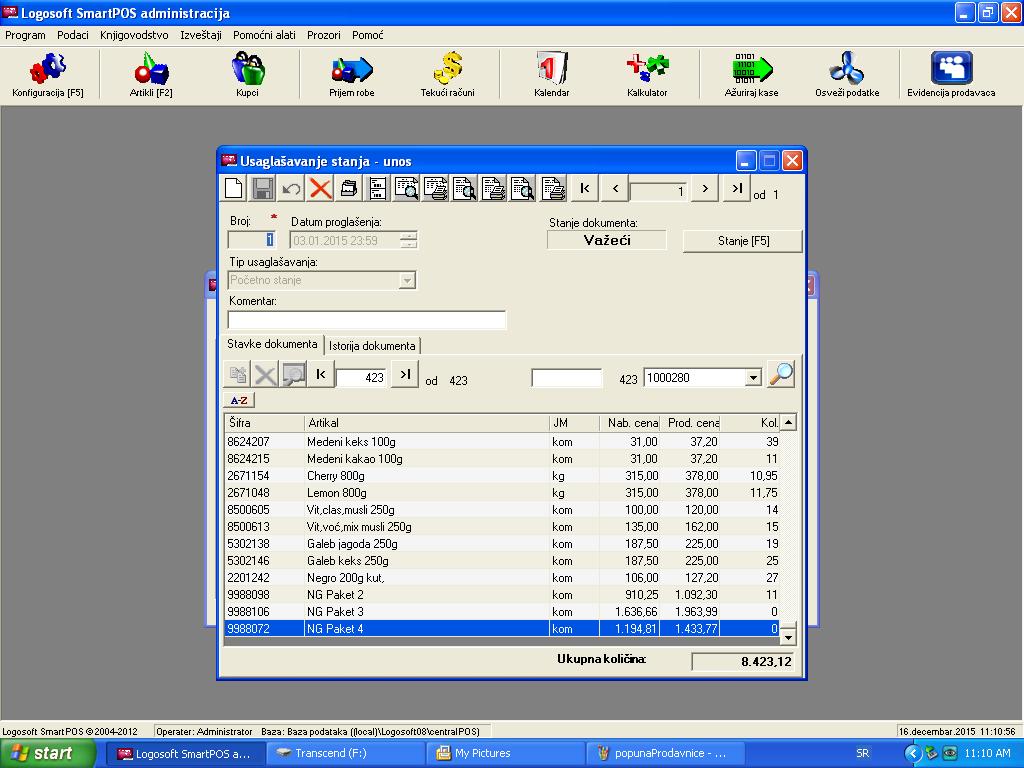 Logosoft SmartPOS administracija
Program Podaci Knjigovodstvo Izveštaji Pomoćni alati Prozori Pomoć
Konfiguracija [F5] Artikli [F2] Kupci Prijem robe Tekući računi Kalendar Kalkulator Ažuriraj kase Osveži podatke Evidencija prodavaca
Usaglašavanje stanja - unos
1 od 1
Broj: * Datum proglašenja: Stanje dokumenta:
1 03.01.2015 23:59 Važeći Stanje [F5]
Tip usaglašavanja:
Početno stanje
Komentar:
Stavke dokumenta Istorija dokumenta
423 od 423 423 1000280
A-Z
Šifra Artikal JM Nab. cena Prod. cena Kol.
8624207 Medeni keks 100g kom 31,00 37,20 39
8624215 Medeni kakao 100g kom 31,00 37,20 11
2671154 Cherry 800g kg 315,00 378,00 10,95
2671048 Lemon 800g kg 315,00 378,00 11,75
8500605 Vit,clas,musli 250g kom 100,00 120,00 14
8500613 Vit,voć,mix musli 250g kom 135,00 162,00 15
5302138 Galeb jagoda 250g kom 187,50 225,00 19
5302146 Galeb keks 250g kom 187,50 225,00 25
2201242 Negro 200g kut, kom 106,00 127,20 27
9988098 NG Paket 2 kom 910,25 1.092,30 11
9988106 NG Paket 3 kom 1.636,66 1.963,99 0
9988072 NG Paket 4 kom 1.194,81 1.433,77 0
Ukupna količina: 8.423,12
Logosoft SmartPOS ©2004-2012 Operater: Administrator Baza: Baza podataka ((local)\Logosoft08\centralPOS) 16.decembar.2015 11:10:56
start Logosoft SmartPOS a... Transcend (F:) My Pictures popunaProdavnice - ... SR 11:10 AM